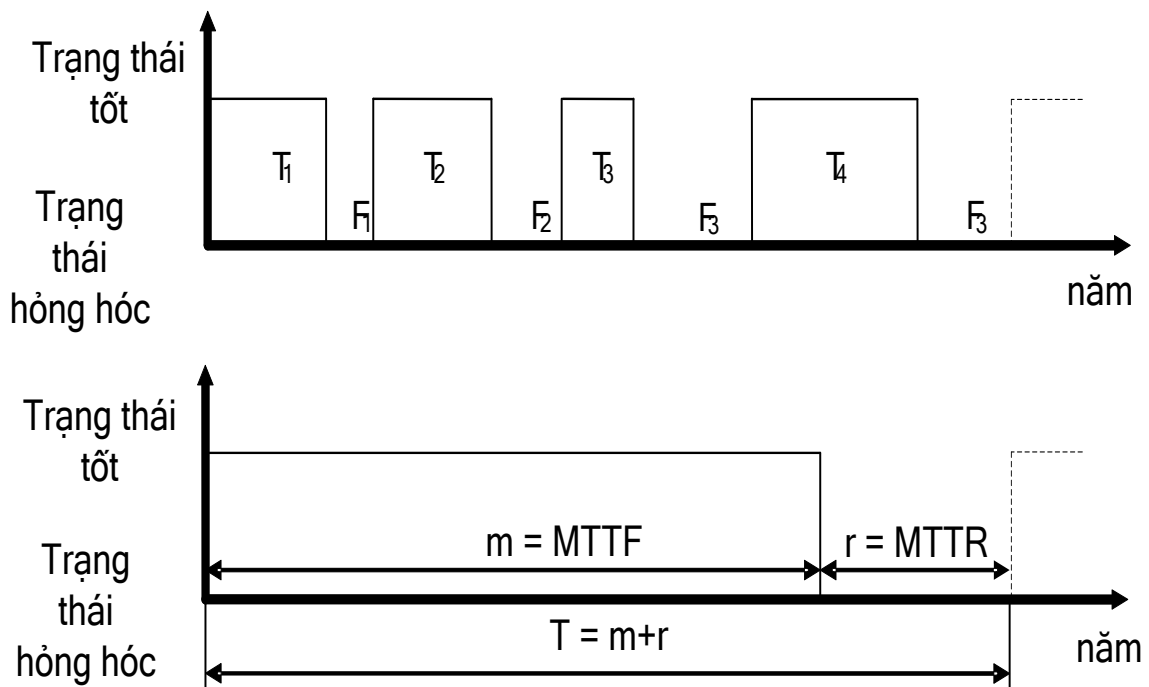 Trạng thái
tốt
T1
T2
T3
T4
F1
F2
F3
F3
Trạng
thái
hỏng hóc
năm
Trạng thái
tốt
m = MTTF
r = MTTR
Trạng
thái
hỏng hóc
T = m+r
năm